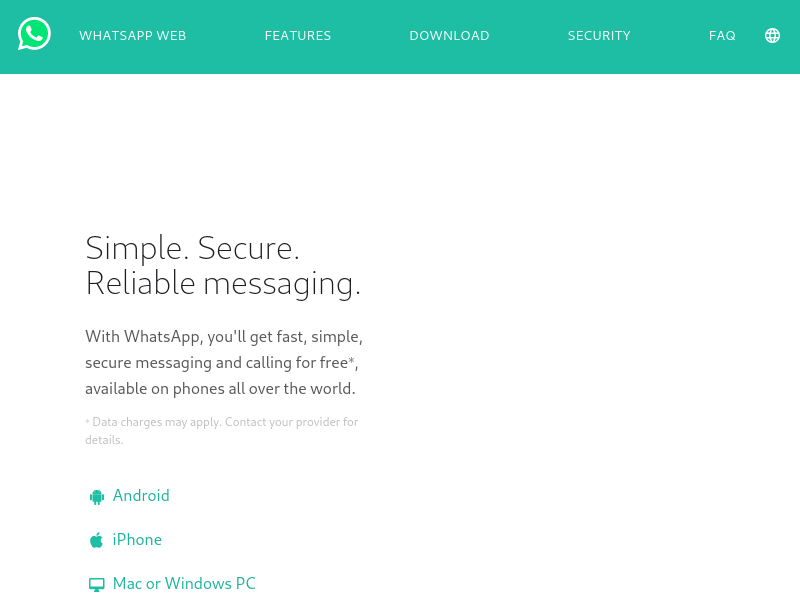 WHATSAPP WEB
FEATURES
DOWNLOAD
SECURITY
FAQ
Simple. Secure.
Reliable messaging.
With WhatsApp, you'll get fast, simple,
secure messaging and calling for free*,
available on phones all over the world.
* Data charges may apply. Contact your provider for
details.
Android
iPhone
Mac or Windows PC